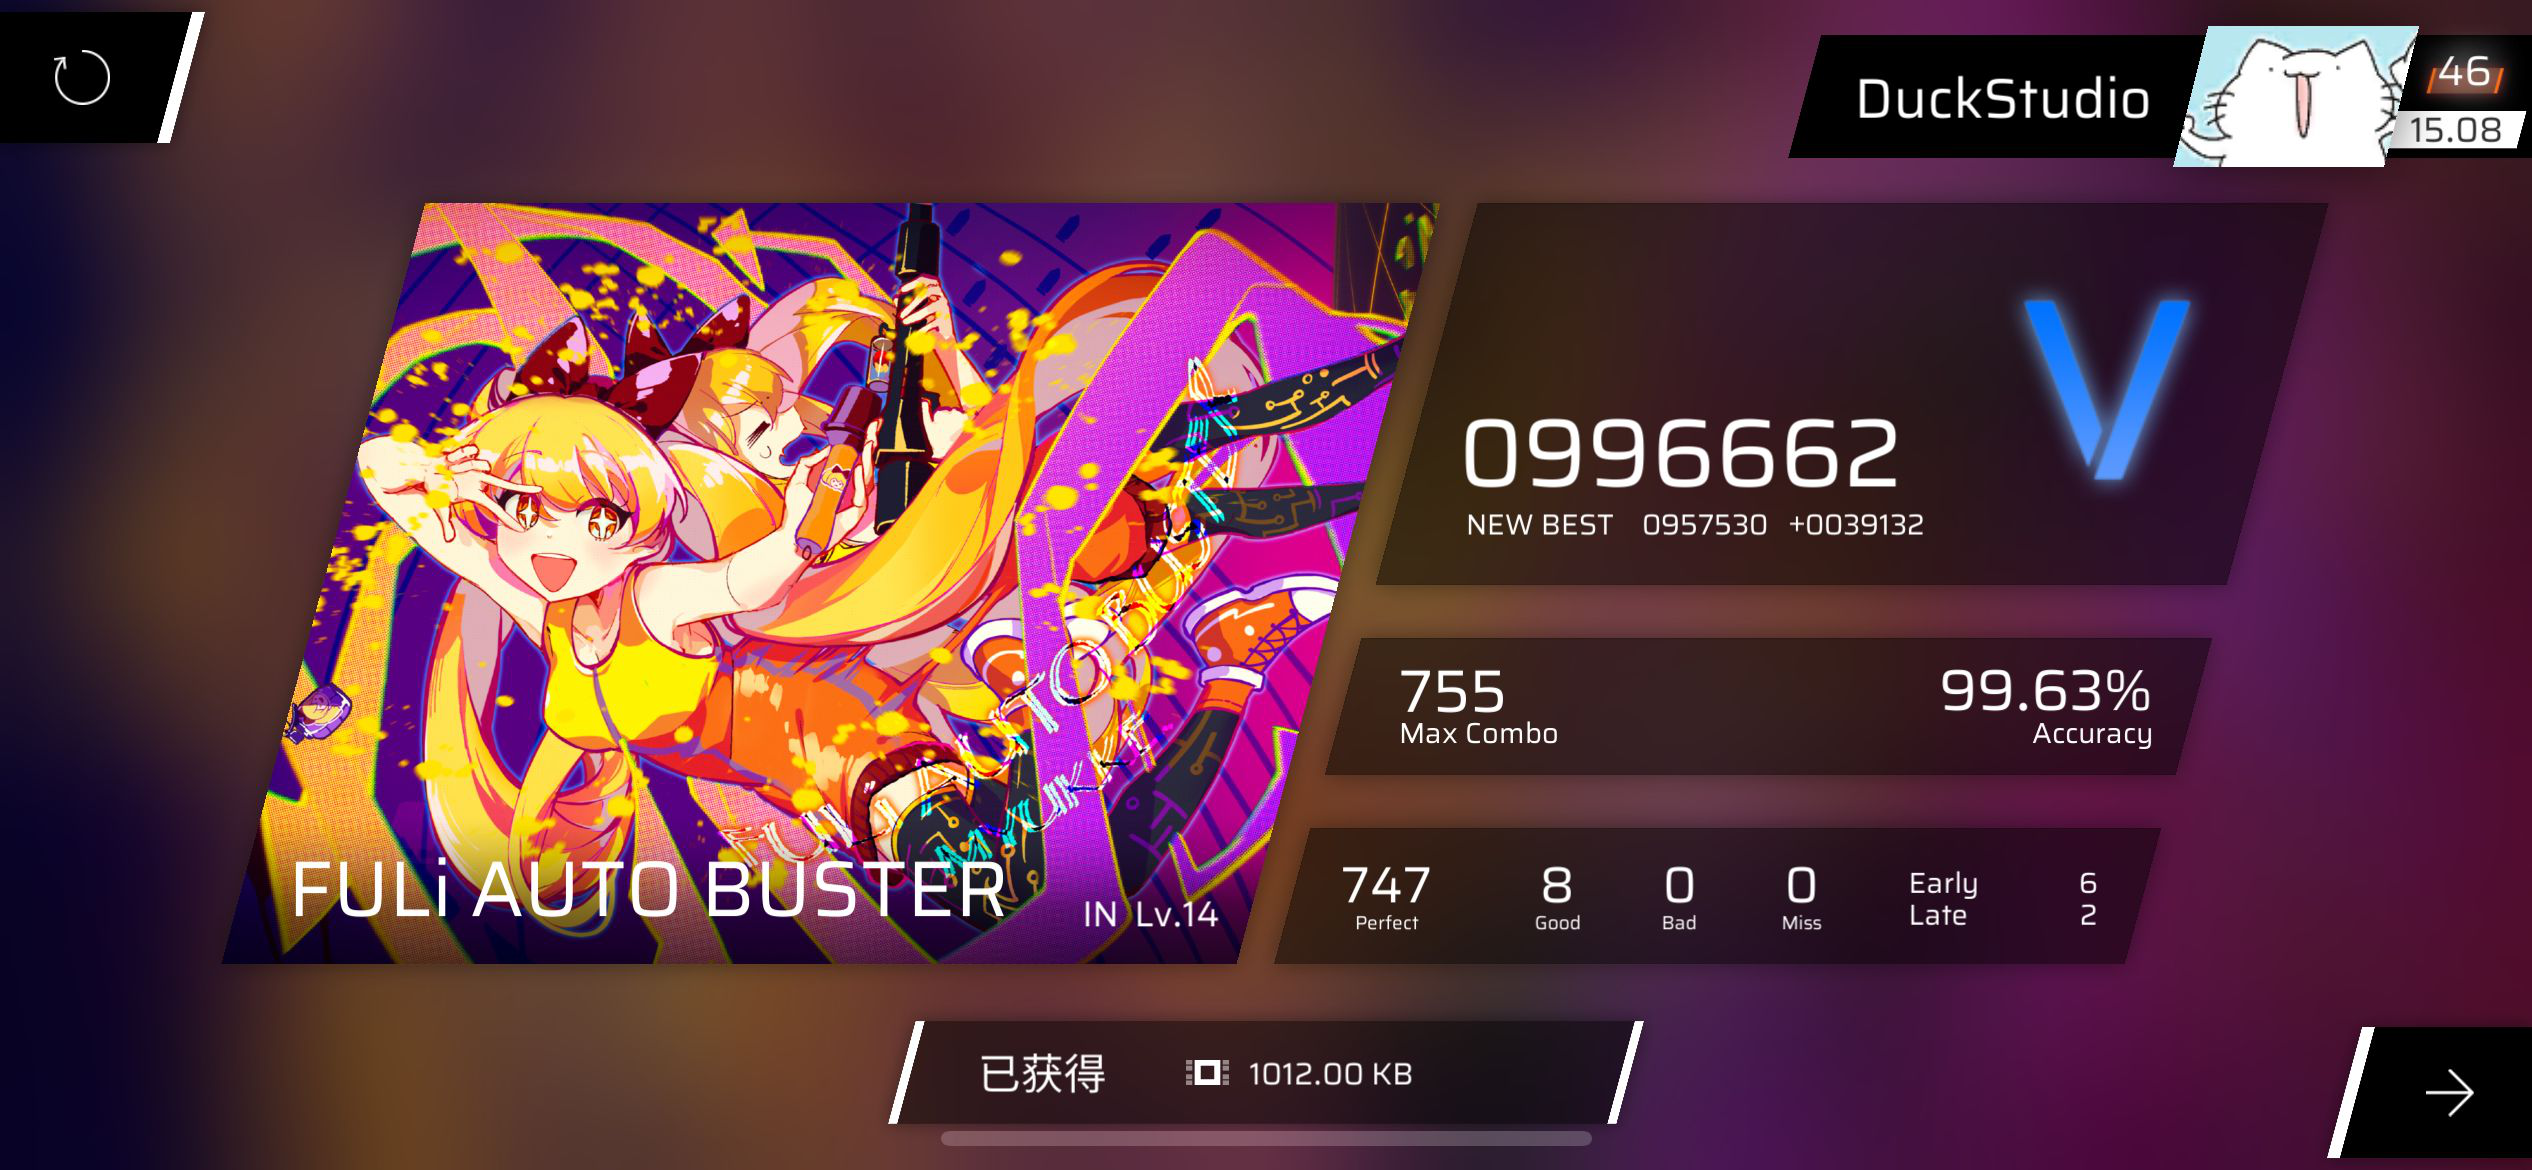 DuckStudio
46
15.08
0996662
NEW BEST 0957530 +0039132
755
Max Combo
99.63%
Accuracy
FULi AUTO BUSTER
IN Lv.14
747 Perfect
8 Good
0 Bad
0 Miss
Early 6
Late 2
已获得 1012.00 KB